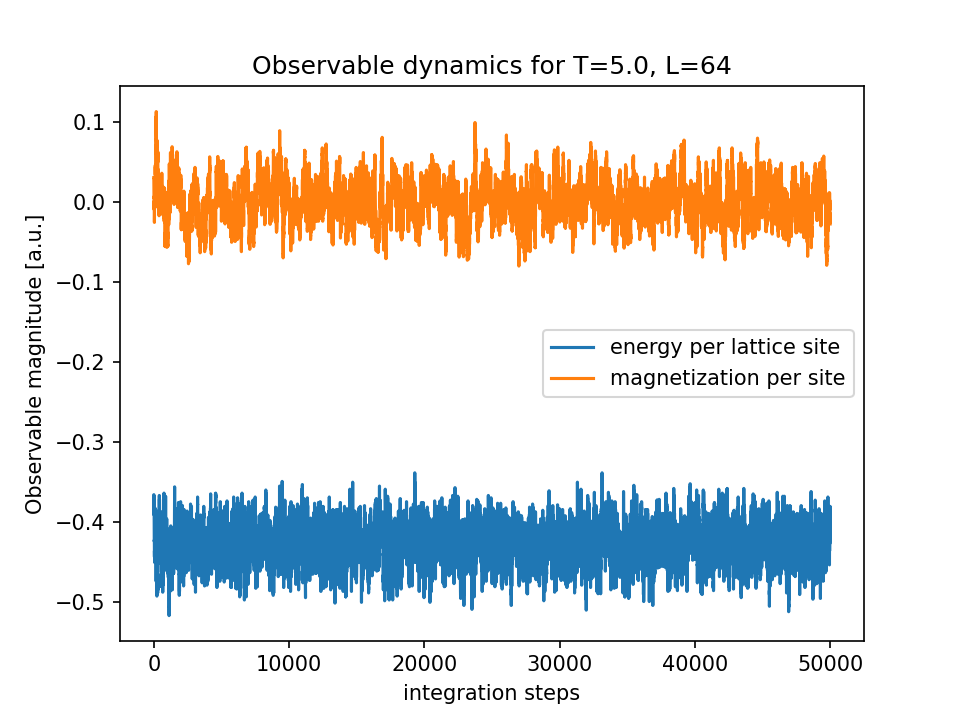 Observable dynamics for T=5.0, L=64
Observable magnitude [a.u.]
0.1
0.0
−0.1
−0.2
−0.3
−0.4
−0.5
energy per lattice site
magnetization per site
0 10000 20000 30000 40000 50000
integration steps